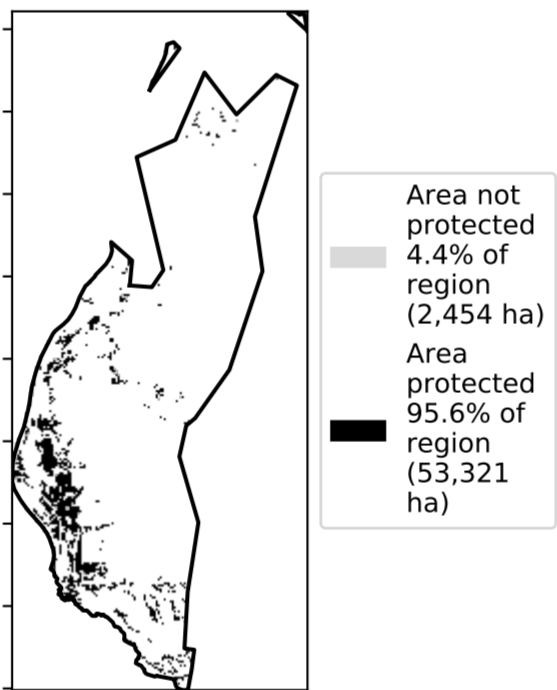 Area not
protected
4.4% of
region
(2,454 ha)
Area
protected
95.6% of
region
(53,321
ha)